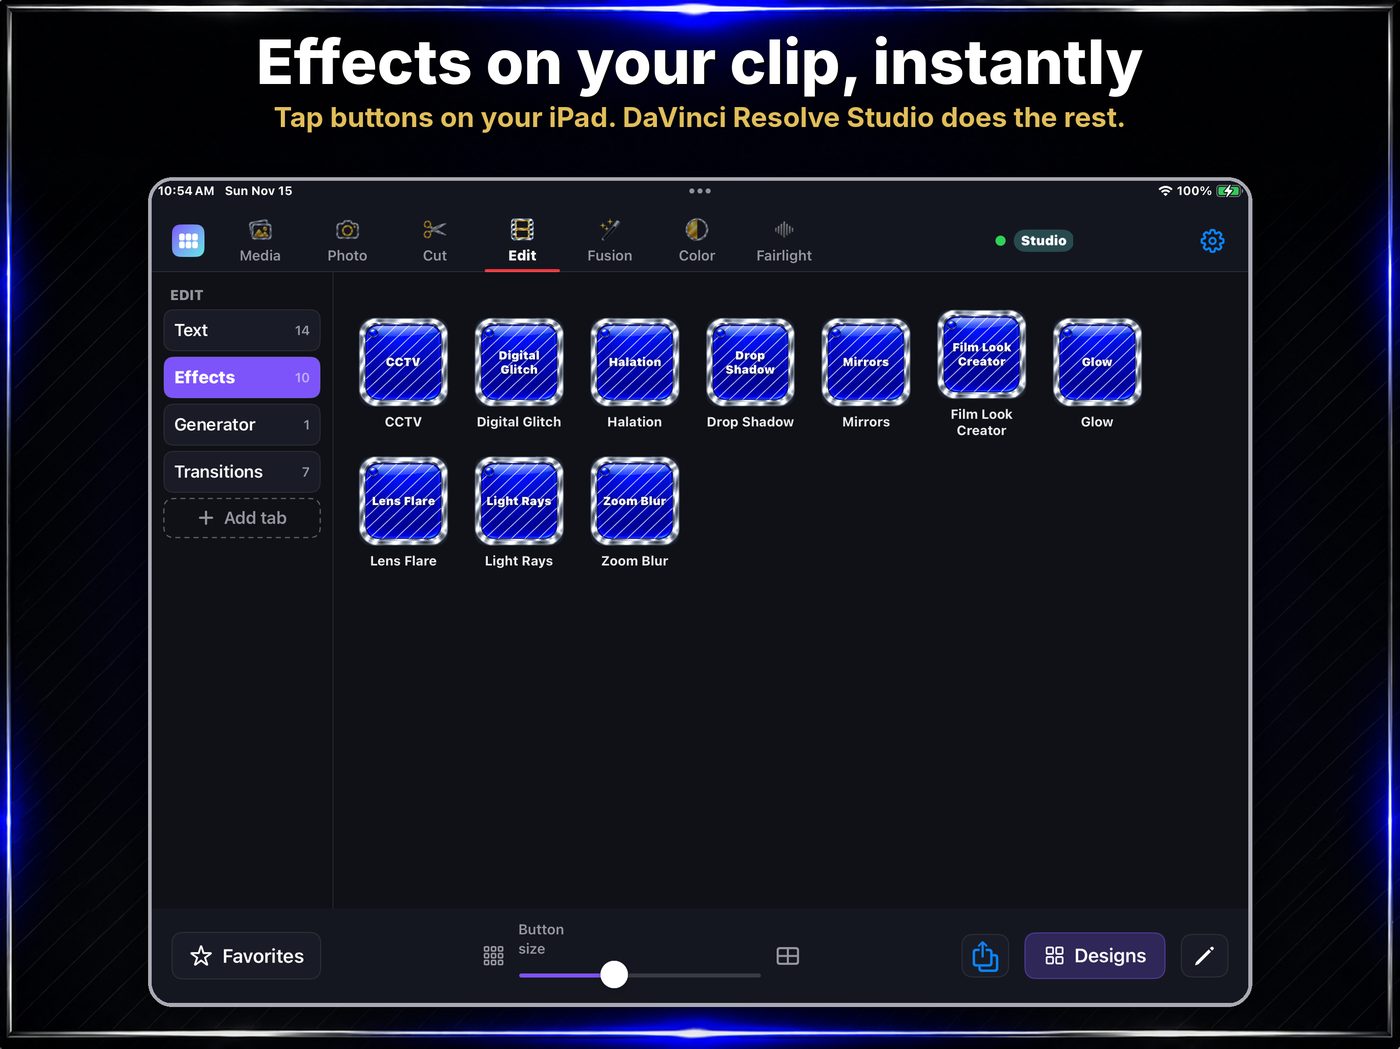 Effects on your clip, instantly
Tap buttons on your iPad. DaVinci Resolve Studio does the rest.
10:54 AM Sun Nov 15
100%
Media
Photo
Cut
Edit
Fusion
Color
Fairlight
Studio
EDIT
Text 14
Effects 10
Generator 1
Transitions 7
+ Add tab
CCTV
Digital
Glitch
Halation
Drop
Shadow
Mirrors
Film Look
Creator
Glow
CCTV
Digital Glitch
Halation
Drop Shadow
Mirrors
Film Look
Creator
Glow
Lens Flare
Light Rays
Zoom Blur
Lens Flare
Light Rays
Zoom Blur
Favorites
Button
size
Designs